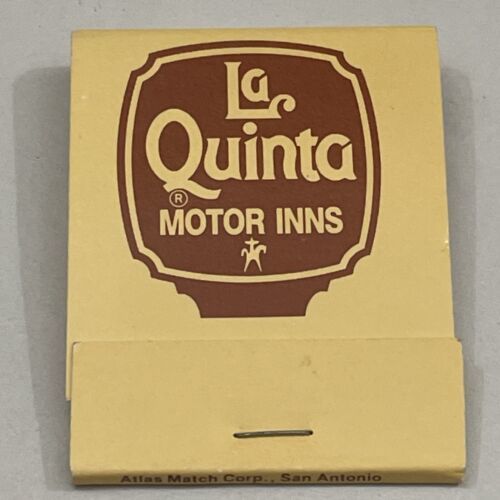 La
Quinta
®
MOTOR INNS
Atlas Match Corp., San Antonio